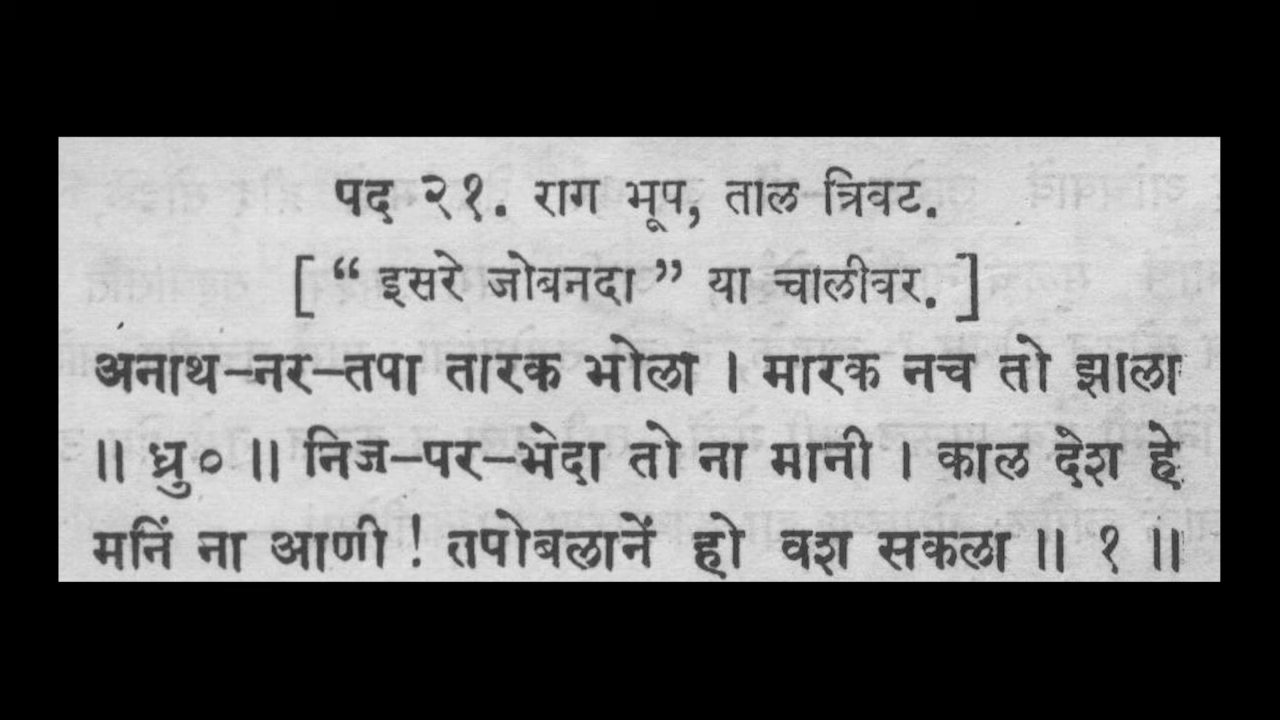 पद २१. राग भूप, ताल त्रिवट.
[ “ इसरे जोबनदा ” या चालीवर. ]
अनाथ–नर–तपा तारक भोला । मारक नच तो झाला
॥ ध्रु० ॥ निज–पर–भेदा तो ना मानी । काल देश हे
मनिं ना आणी ! तपोबलानें हो वश सकला ॥ १ ॥